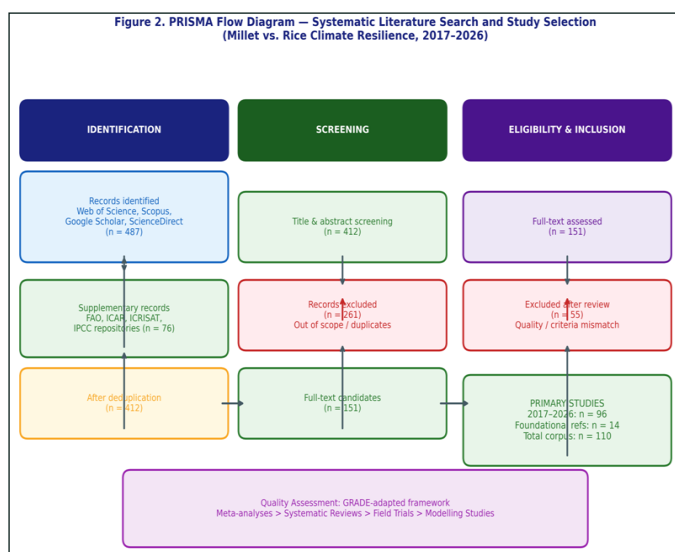 Figure 2. PRISMA Flow Diagram — Systematic Literature Search and Study Selection
(Millet vs. Rice Climate Resilience, 2017–2026)
IDENTIFICATION
SCREENING
ELIGIBILITY & INCLUSION
Records identified
Web of Science, Scopus,
Google Scholar, ScienceDirect
(n = 487)
Title & abstract screening
(n = 412)
Full-text assessed
(n = 151)
Supplementary records
FAO, ICAR, ICRISAT,
IPCC repositories (n = 76)
Records excluded
(n = 261)
Out of scope / duplicates
Excluded after review
(n = 55)
Quality / criteria mismatch
After deduplication
(n = 412)
Full-text candidates
(n = 151)
PRIMARY STUDIES
2017–2026: n = 96
Foundational refs: n = 14
Total corpus: n = 110
Quality Assessment: GRADE-adapted framework
Meta-analyses > Systematic Reviews > Field Trials > Modelling Studies